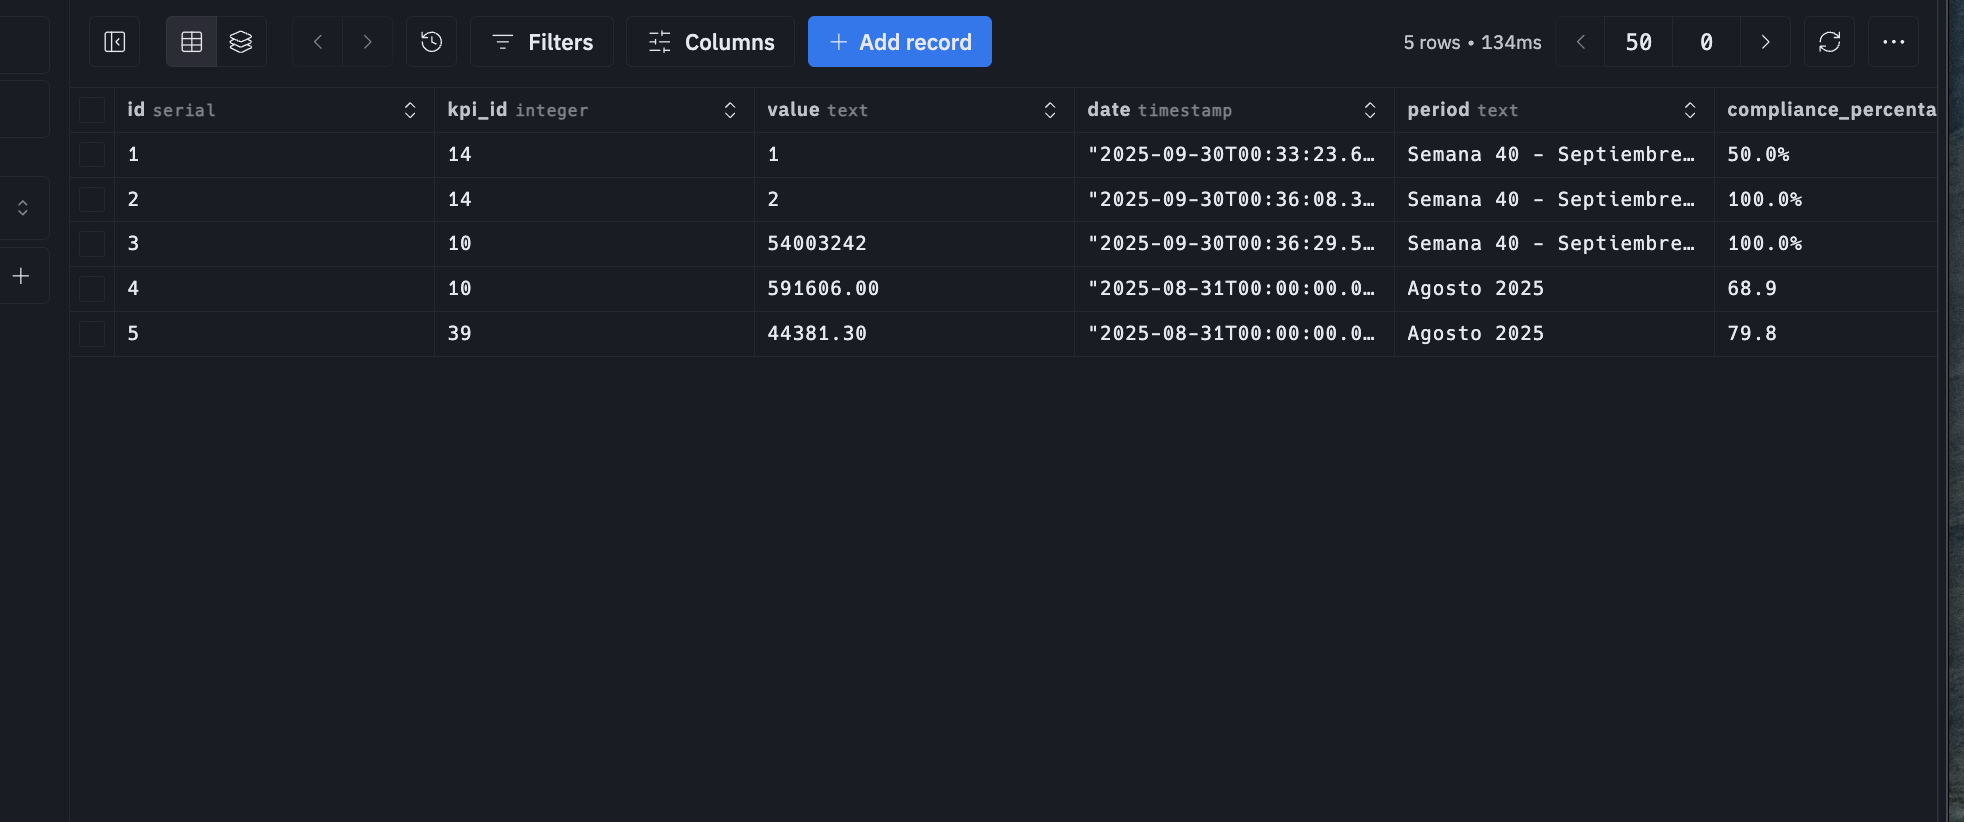 Filters Columns + Add record 5 rows • 134ms 50 0
id serial kpi_id integer value text date timestamp period text compliance_percenta
1 14 1 "2025-09-30T00:33:23.6… Semana 40 - Septiembre… 50.0%
2 14 2 "2025-09-30T00:36:08.3… Semana 40 - Septiembre… 100.0%
3 10 54003242 "2025-09-30T00:36:29.5… Semana 40 - Septiembre… 100.0%
4 10 591606.00 "2025-08-31T00:00:00.0… Agosto 2025 68.9
5 39 44381.30 "2025-08-31T00:00:00.0… Agosto 2025 79.8